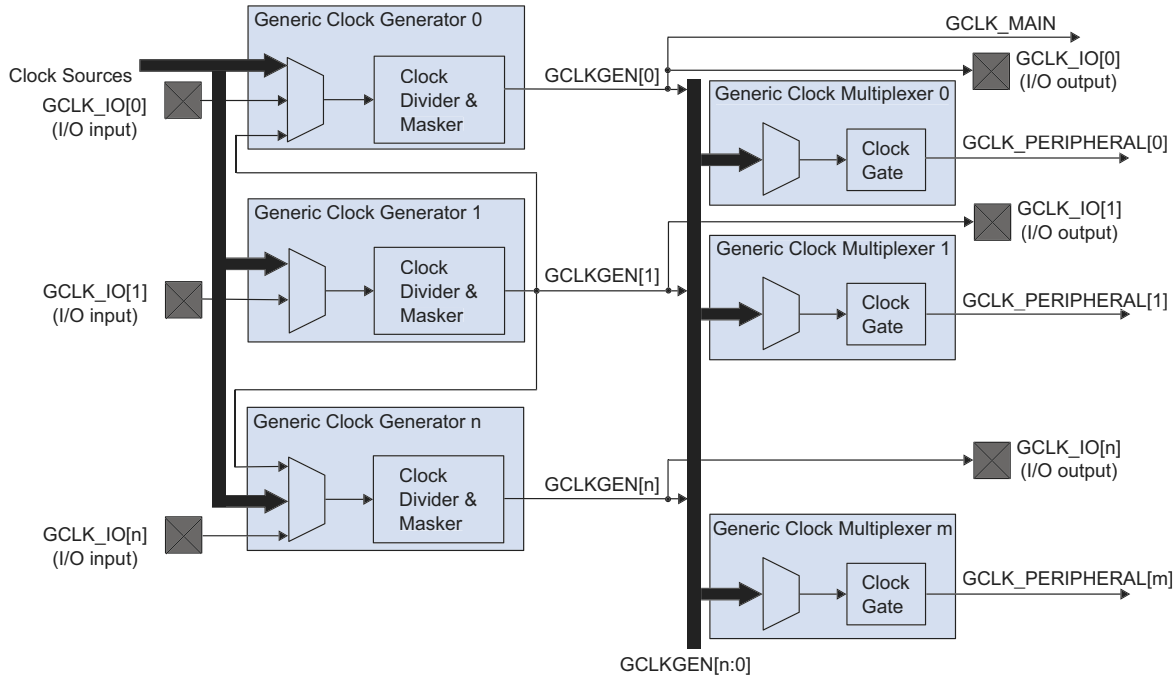 Generic Clock Generator 0
Clock Sources
GCLK_IO[0]
(I/O input)
Clock
Divider &
Masker
GCLKGEN[0]
GCLK_MAIN
GCLK_IO[0]
(I/O output)
Generic Clock Multiplexer 0
Clock
Gate
GCLK_PERIPHERAL[0]
Generic Clock Generator 1
GCLK_IO[1]
(I/O input)
Clock
Divider &
Masker
GCLKGEN[1]
GCLK_IO[1]
(I/O output)
Generic Clock Multiplexer 1
Clock
Gate
GCLK_PERIPHERAL[1]
Generic Clock Generator n
GCLK_IO[n]
(I/O input)
Clock
Divider &
Masker
GCLKGEN[n]
GCLK_IO[n]
(I/O output)
Generic Clock Multiplexer m
Clock
Gate
GCLK_PERIPHERAL[m]
GCLKGEN[n:0]